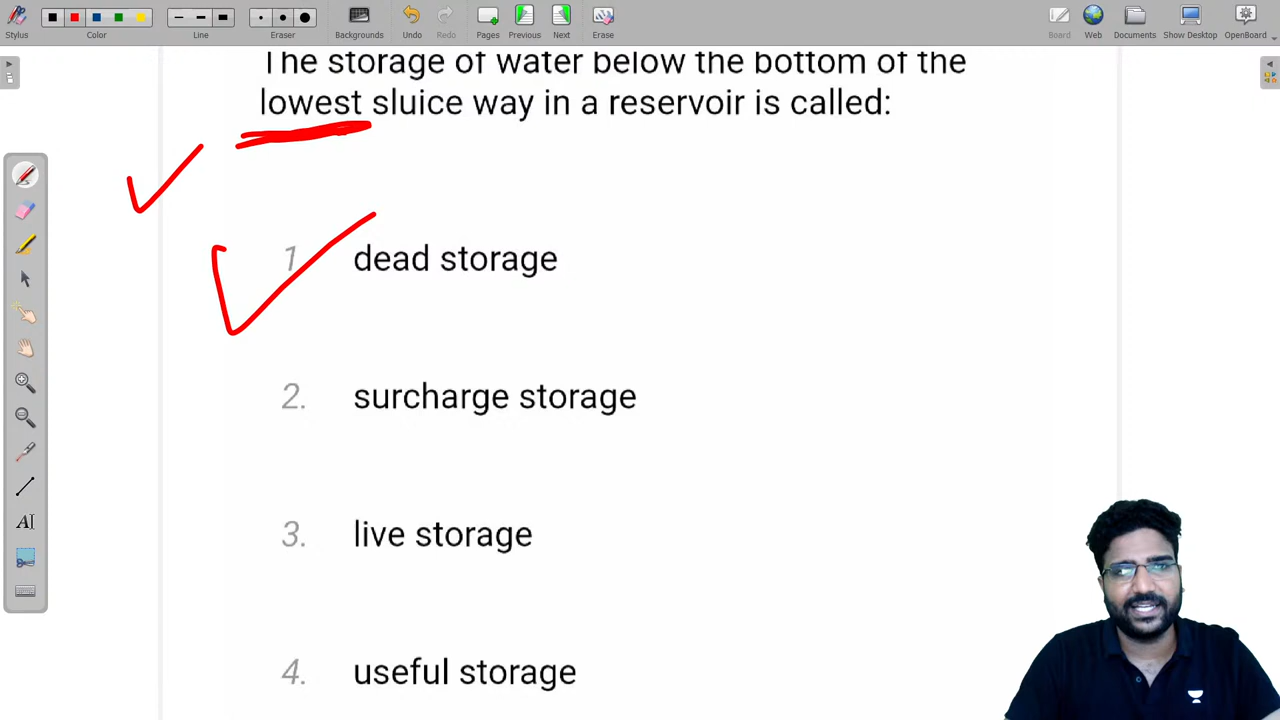 Stylus
Color
Line
Eraser
Backgrounds
Undo
Redo
Pages
Previous
Next
Erase
Board
Web
Documents
Show Desktop
OpenBoard
The storage of water below the bottom of the
lowest sluice way in a reservoir is called:
1 dead storage
2. surcharge storage
3. live storage
4. useful storage
AI